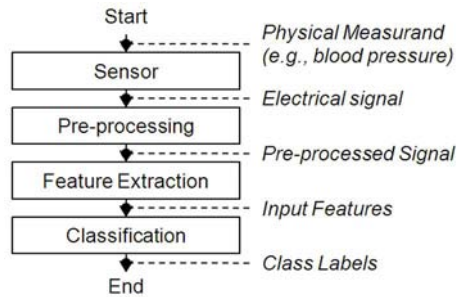 Start
Physical Measurand
(e.g., blood pressure)
Sensor
Electrical signal
Pre-processing
Pre-processed Signal
Feature Extraction
Input Features
Classification
Class Labels
End